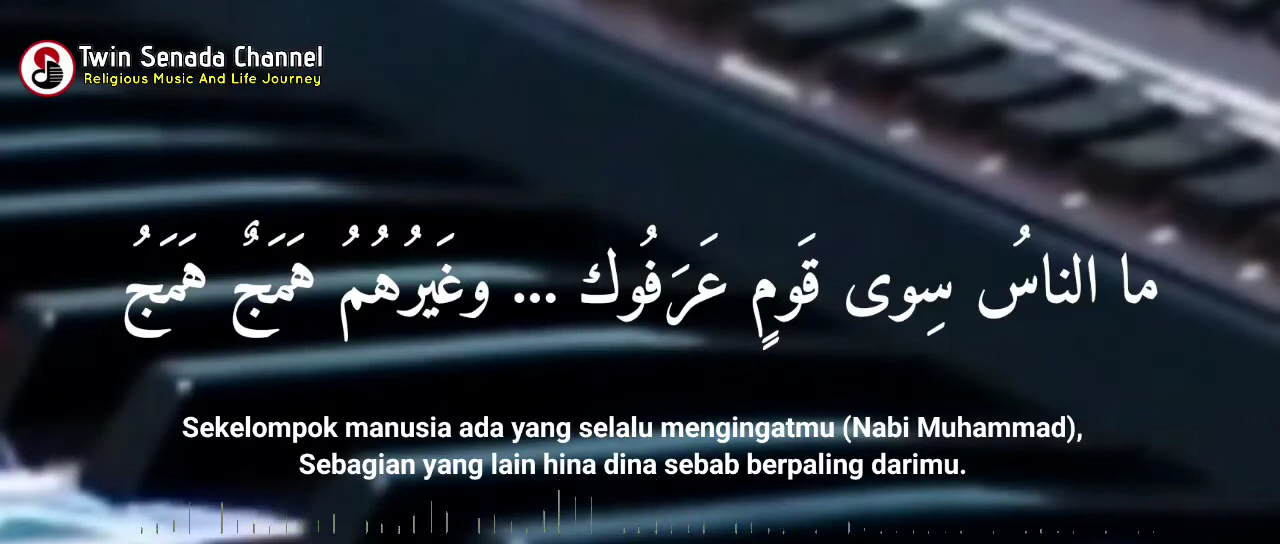 Twin Senada Channel
Religious Music And Life Journey
ما الناسُ سِوى قَومٍ عَرَفُوك ... وغَيرُهُمُ هَمَجٌ هَمَجُ
Sekelompok manusia ada yang selalu mengingatmu (Nabi Muhammad),
Sebagian yang lain hina dina sebab berpaling darimu.